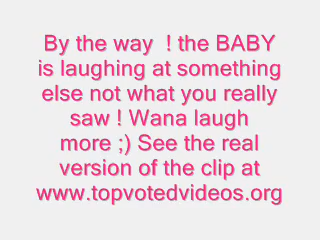 By the way  ! the BABY
is laughing at something
else not what you really
saw ! Wana laugh
more ;) See the real
version of the clip at
www.topvotedvideos.org